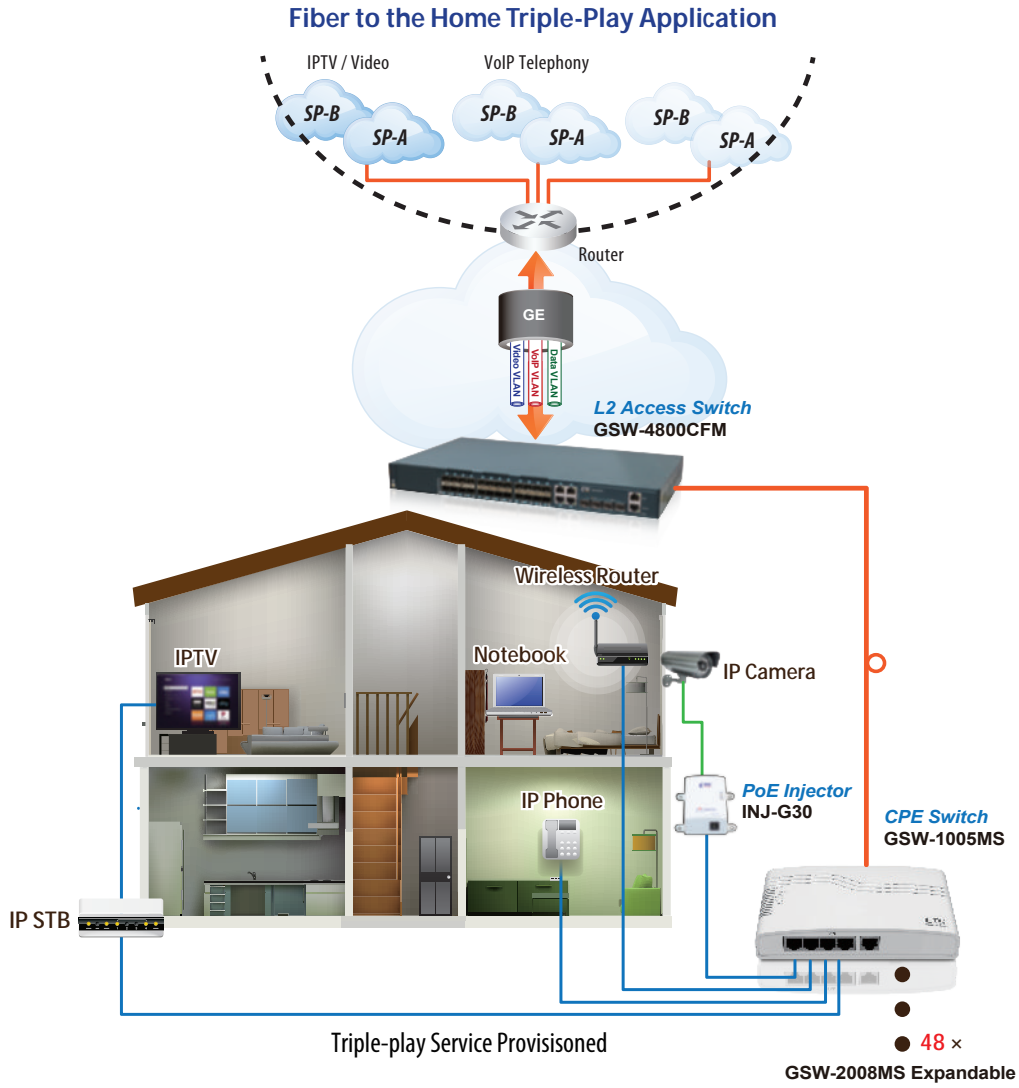 Fiber to the Home Triple-Play Application
IPTV / Video
VoIP Telephony
SP-B
SP-A
SP-B
SP-A
SP-B
SP-A
Router
GE
Video VLAN
VoIP VLAN
Data VLAN
L2 Access Switch
GSW-4800CFM
Wireless Router
IPTV
Notebook
IP Camera
IP Phone
PoE Injector
INJ-G30
CPE Switch
GSW-1005MS
IP STB
Triple-play Service Provisisoned
48 ×
GSW-2008MS Expandable